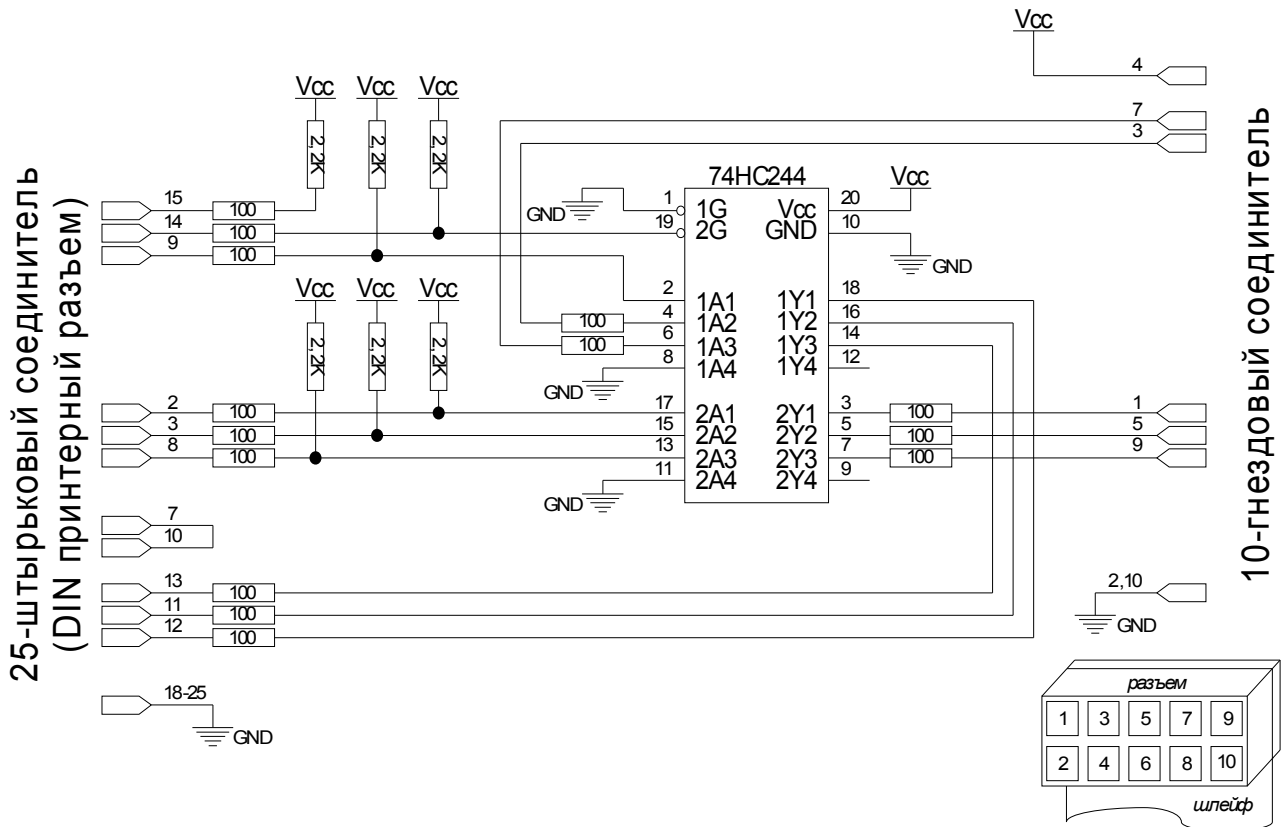 Vcc
4
Vcc Vcc Vcc
7
3
2,2K 2,2K 2,2K
25-штырьковый соединитель
(DIN принтерный разъем)
10-гнездовый соединитель
74HC244
Vcc
15 100
14 100
9 100
GND
1 1G Vcc 20
19 2G GND 10
GND
Vcc Vcc Vcc
2,2K 2,2K 2,2K
2 1A1 1Y1 18
100 4 1A2 1Y2 16
100 6 1A3 1Y3 14
8 1A4 1Y4 12
GND
2 100 17 2A1 2Y1 3 100 1
3 100 15 2A2 2Y2 5 100 5
8 100 13 2A3 2Y3 7 100 9
11 2A4 2Y4 9
GND
7
10
13 100
11 100
12 100
2,10
GND
18-25
GND
разъем
1 3 5 7 9
2 4 6 8 10
шлейф